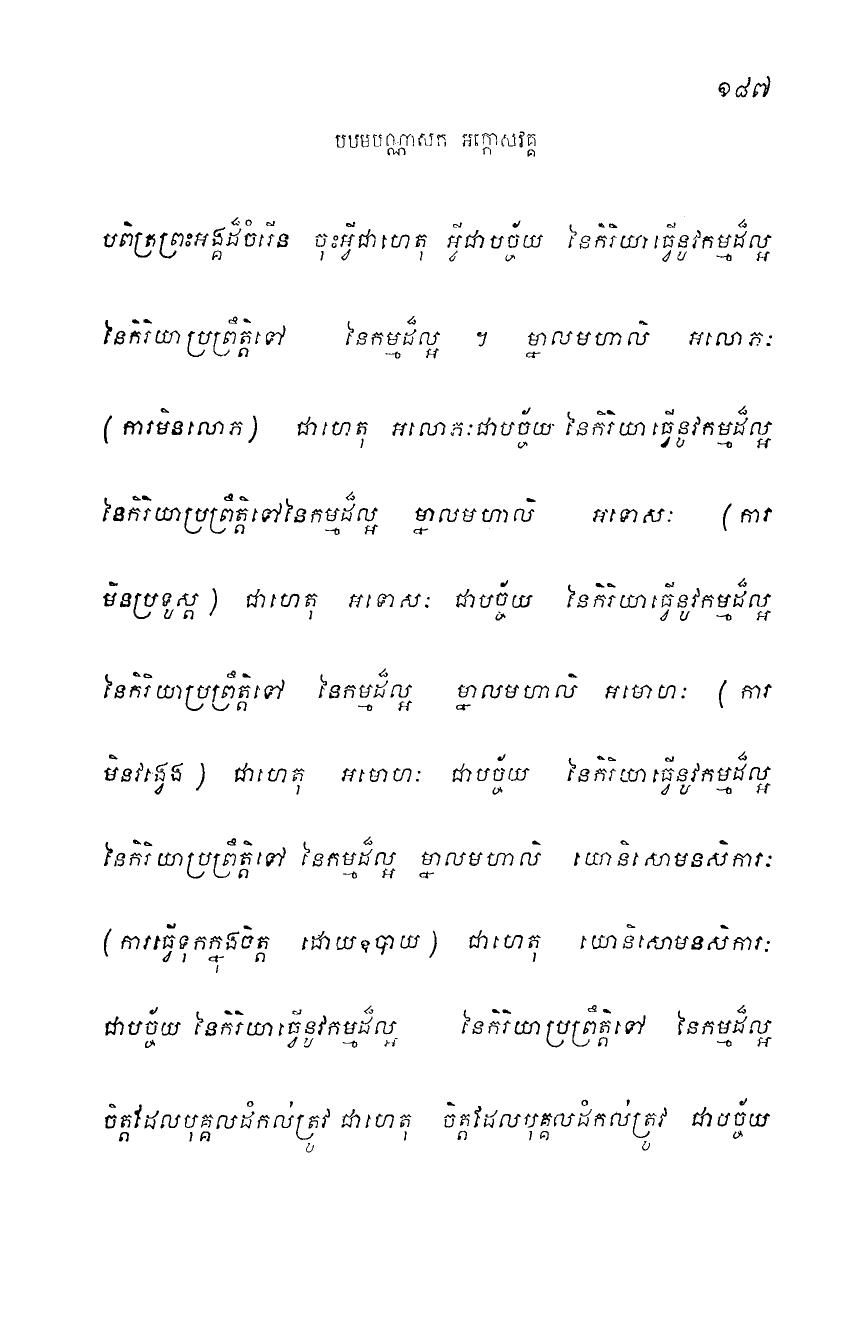 ១៨៧
បឋមបណ្ណាសក អក្កោសវគ្គ
បពិត្រព្រះអង្គដ៏ចំរើន ចុះអ្វីជាហេតុ អ្វីជាបច្ច័យ នៃកិរិយាធ្វើនូវកម្មដ៏ល្អ
នៃកិរិយាប្រព្រឹត្តិទៅ នៃកម្មដ៏ល្អ ។ ម្នាលមហាលិ អលោភៈ
(ការមិនលោភ) ជាហេតុ អលោភៈជាបច្ច័យ នៃកិរិយាធ្វើនូវកម្មដ៏ល្អ
នៃកិរិយាប្រព្រឹត្តិទៅនៃកម្មដ៏ល្អ ម្នាលមហាលិ អទោសៈ (ការ
មិនប្រទូស្ត) ជាហេតុ អទោសៈ ជាបច្ច័យ នៃកិរិយាធ្វើនូវកម្មដ៏ល្អ
នៃកិរិយាប្រព្រឹត្តិទៅ នៃកម្មដ៏ល្អ ម្នាលមហាលិ អមោហៈ (ការ
មិនវង្វេង) ជាហេតុ អមោហៈ ជាបច្ច័យ នៃកិរិយាធ្វើនូវកម្មដ៏ល្អ
នៃកិរិយាប្រព្រឹត្តិទៅ នៃកម្មដ៏ល្អ ម្នាលមហាលិ យោនិសោមនសិការៈ
(ការធ្វើទុកក្នុងចិត្ត ដោយឧបាយ) ជាហេតុ យោនិសោមនសិការៈ
ជាបច្ច័យ នៃកិរិយាធ្វើនូវកម្មដ៏ល្អ នៃកិរិយាប្រព្រឹត្តិទៅ នៃកម្មដ៏ល្អ
ចិត្តដែលបុគ្គលដំកល់ត្រូវ ជាហេតុ ចិត្តដែលបុគ្គលដំកល់ត្រូវ ជាបច្ច័យ